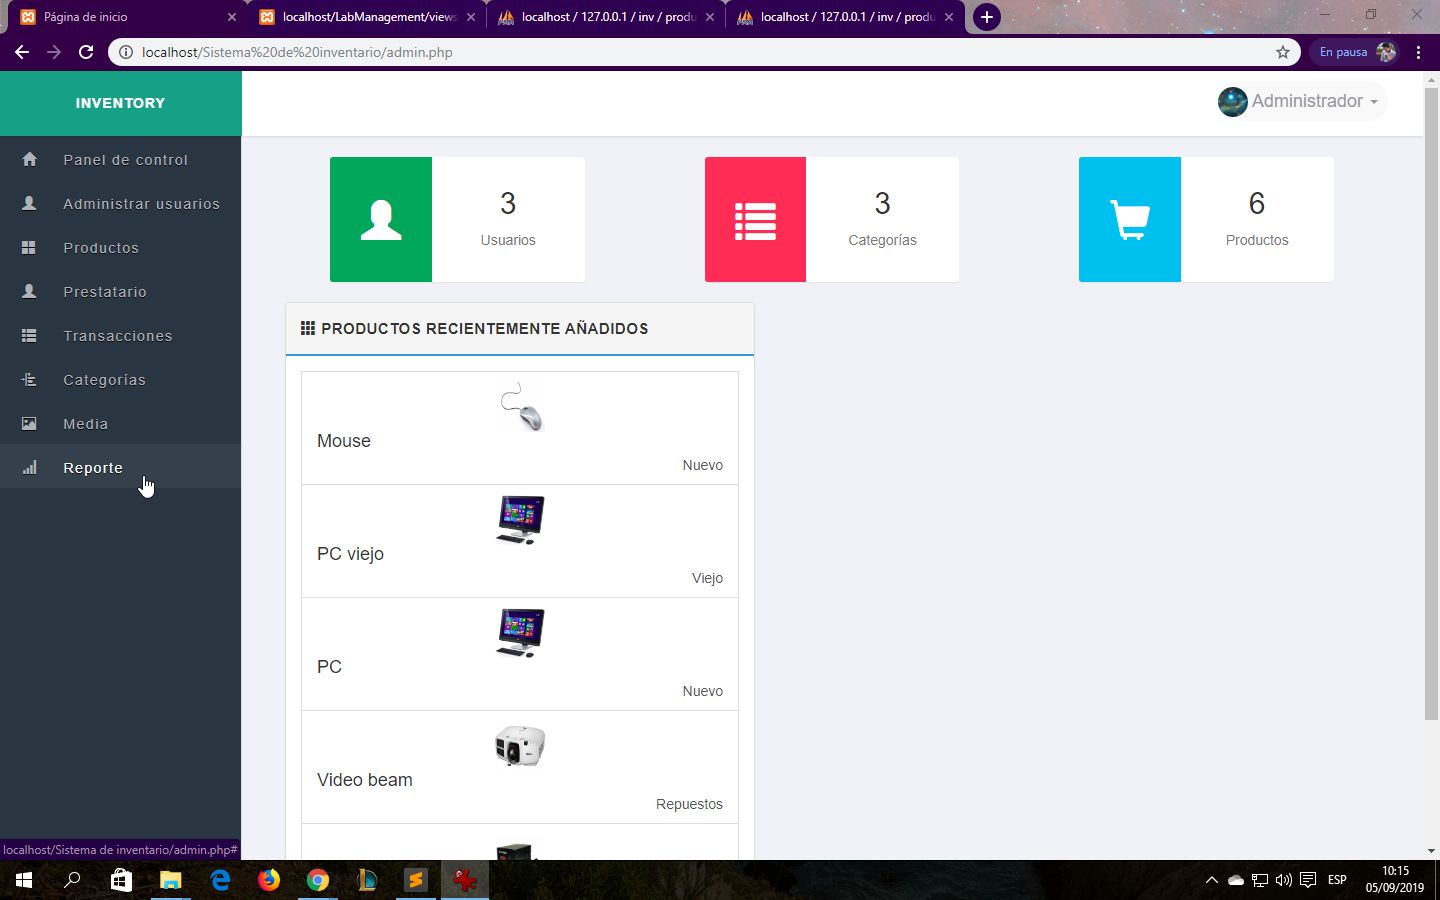 Página de inicio
localhost/LabManagement/views
localhost / 127.0.0.1 / inv / produ
localhost / 127.0.0.1 / inv / produ
localhost/Sistema%20de%20inventario/admin.php
En pausa
INVENTORY
Administrador
Panel de control
Administrar usuarios
Productos
Prestatario
Transacciones
Categorías
Media
Reporte
3
Usuarios
3
Categorías
6
Productos
PRODUCTOS RECIENTEMENTE AÑADIDOS
Mouse
Nuevo
PC viejo
Viejo
PC
Nuevo
Video beam
Repuestos
localhost/Sistema de inventario/admin.php#
ESP
10:15
05/09/2019